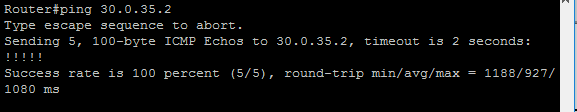 Router#ping 30.0.35.2
Type escape sequence to abort.
Sending 5, 100-byte ICMP Echos to 30.0.35.2, timeout is 2 seconds:
!!!!!
Success rate is 100 percent (5/5), round-trip min/avg/max = 1188/927/
1080 ms